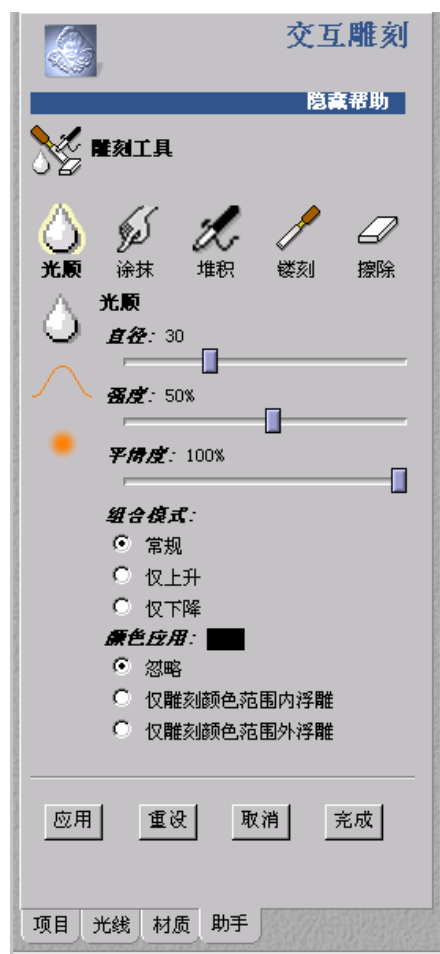 交互雕刻
隐藏帮助
雕刻工具
光顺 涂抹 堆积 镂刻 擦除
光顺
直径: 30
强度: 50%
平滑度: 100%
组合模式:
常规
仅上升
仅下降
颜色应用:
忽略
仅雕刻颜色范围内浮雕
仅雕刻颜色范围外浮雕
应用 重设 取消 完成
项目 光线 材质 助手